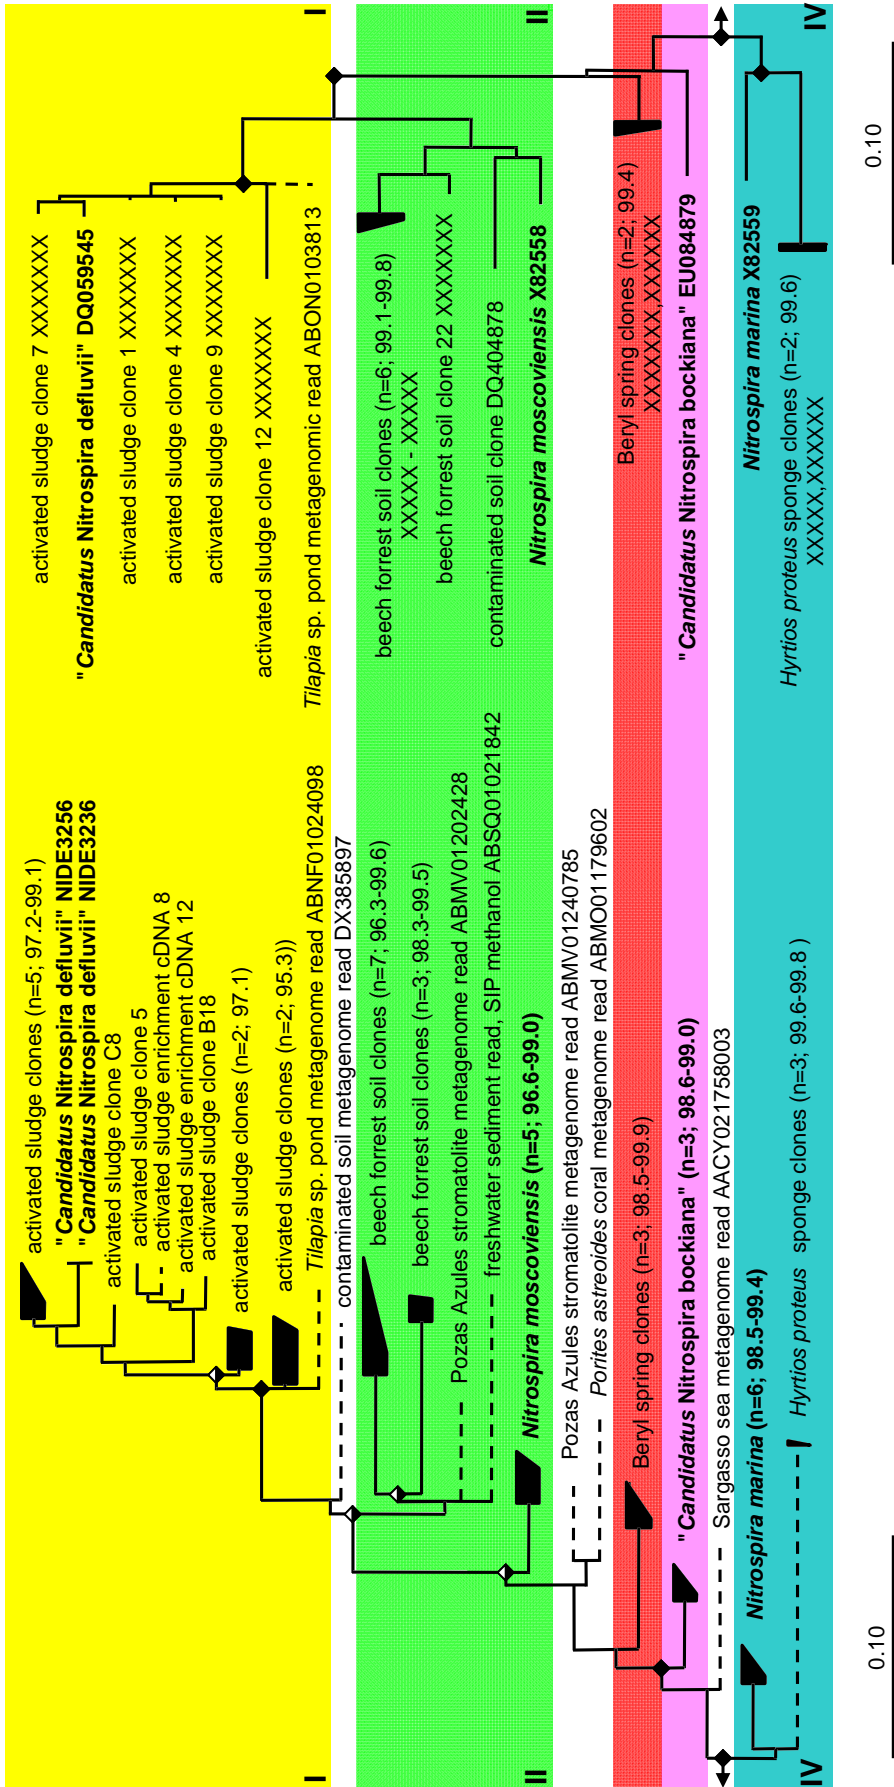 I
activated sludge clones (n=5; 97.2-99.1)
"Candidatus Nitrospira defluvii" NIDE3256
"Candidatus Nitrospira defluvii" NIDE3236
activated sludge clone C8
activated sludge clone 5
activated sludge enrichment cDNA 8
activated sludge enrichment cDNA 12
activated sludge clone B18
activated sludge clones (n=2; 97.1)
activated sludge clones (n=2; 95.3))
Tilapia sp. pond metagenome read ABNF01024098
contaminated soil metagenome read DX385897
II
beech forrest soil clones (n=7; 96.3-99.6)
beech forrest soil clones (n=3; 98.3-99.5)
Pozas Azules stromatolite metagenome read ABMV01202428
freshwater sediment read, SIP methanol ABSQ01021842
Nitrospira moscoviensis (n=5; 96.6-99.0)
Pozas Azules stromatolite metagenome read ABMV01240785
Porites astreoides coral metagenome read ABMO01179602
Beryl spring clones (n=3; 98.5-99.9)
"Candidatus Nitrospira bockiana" (n=3; 98.6-99.0)
Sargasso sea metagenome read AACY021758003
Nitrospira marina (n=6; 98.5-99.4)
Hyrtios proteus sponge clones (n=3; 99.6-99.8 )
IV
0.10
activated sludge clone 7 XXXXXXX
"Candidatus Nitrospira defluvii" DQ059545
activated sludge clone 1 XXXXXXX
activated sludge clone 4 XXXXXXX
activated sludge clone 9 XXXXXXX
activated sludge clone 12 XXXXXXX
Tilapia sp. pond metagenomic read ABON0103813
I
beech forrest soil clones (n=6; 99.1-99.8)
XXXXX - XXXXX
beech forrest soil clone 22 XXXXXXX
contaminated soil clone DQ404878
Nitrospira moscoviensis X82558
II
Beryl spring clones (n=2; 99.4)
XXXXXXX,XXXXXXX
"Candidatus Nitrospira bockiana" EU084879
Nitrospira marina X82559
Hyrtios proteus sponge clones (n=2; 99.6)
XXXXX,XXXXXX
IV
0.10